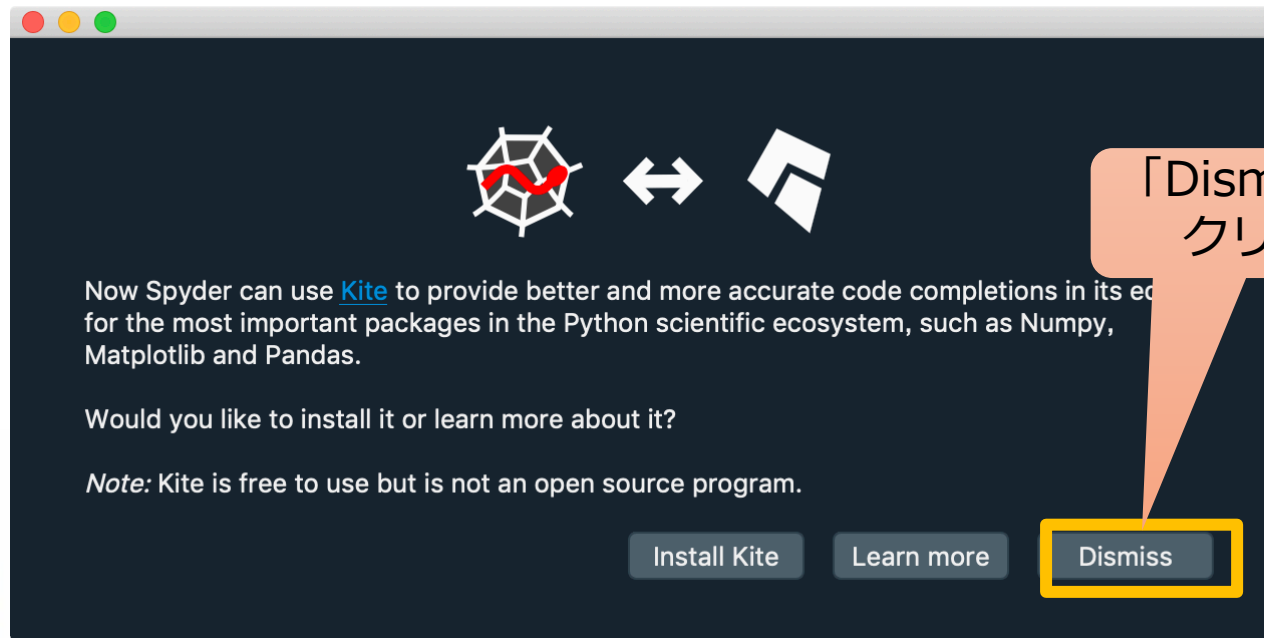 「Dism
クリ
Now Spyder can use Kite to provide better and more accurate code completions in its ed
for the most important packages in the Python scientific ecosystem, such as Numpy,
Matplotlib and Pandas.
Would you like to install it or learn more about it?
Note: Kite is free to use but is not an open source program.
Install Kite Learn more Dismiss